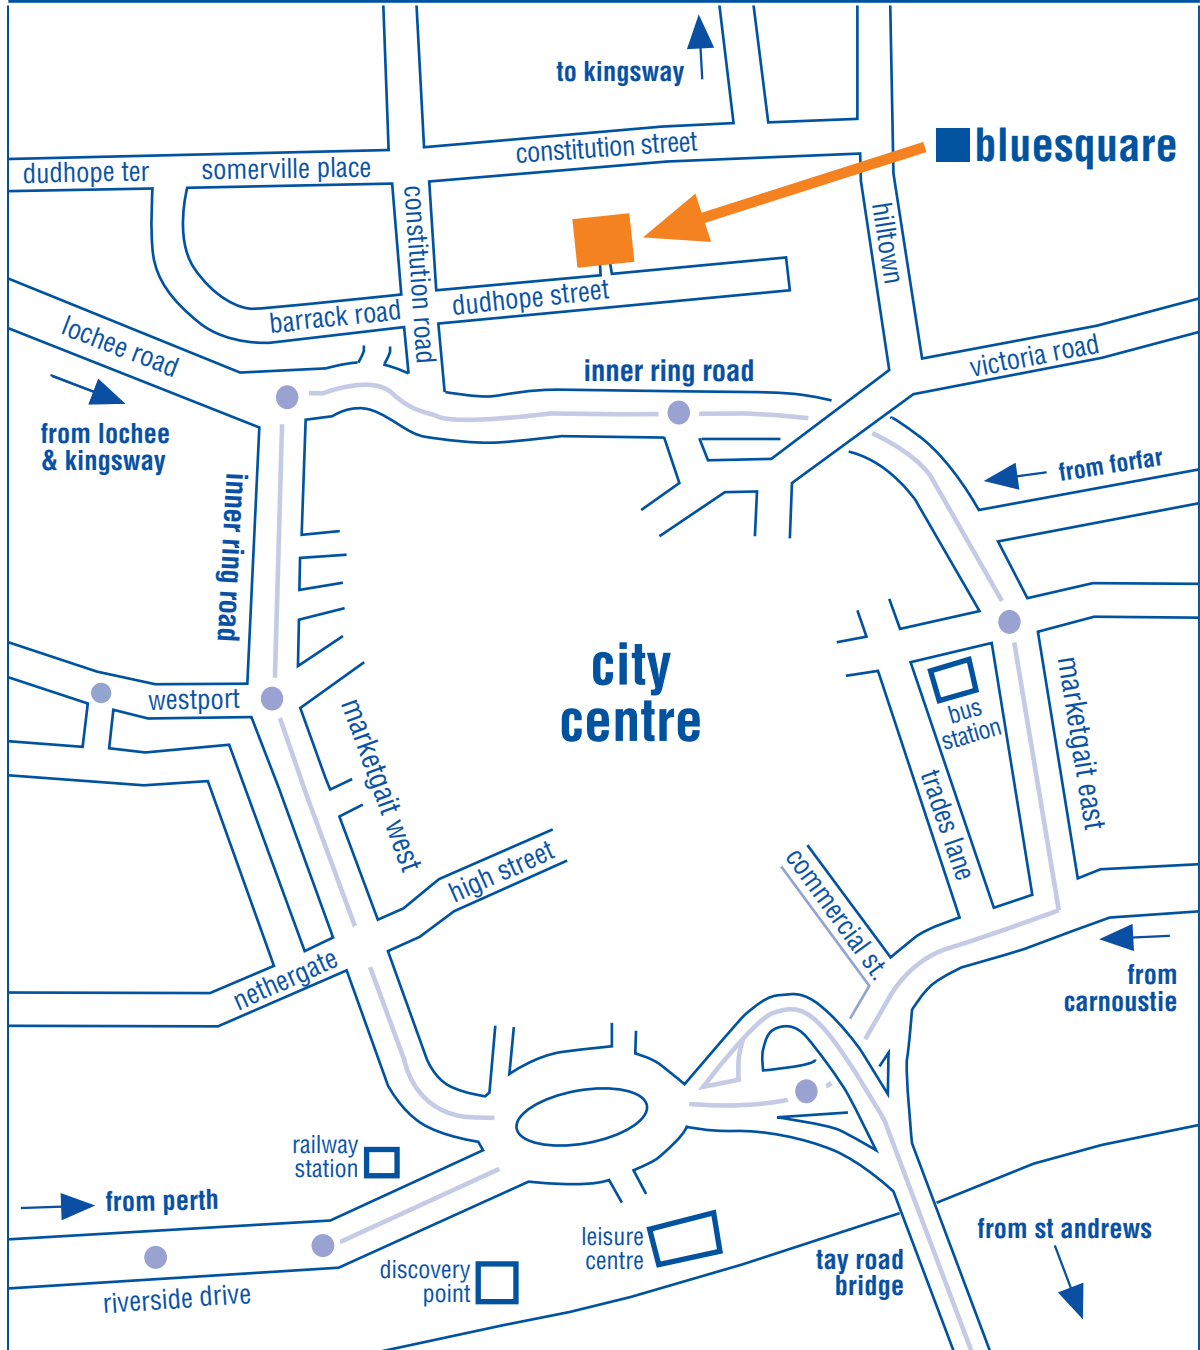 to kingsway
bluesquare
constitution street
dudhope ter
somerville place
constitution road
hilltown
dudhope street
barrack road
lochee road
victoria road
inner ring road
from lochee
& kingsway
from forfar
inner ring road
city
centre
westport
marketgait west
bus
station
marketgait east
trades lane
high street
commercial st.
nethergate
from
carnoustie
railway
station
from perth
leisure
centre
from st andrews
tay road
bridge
discovery
point
riverside drive